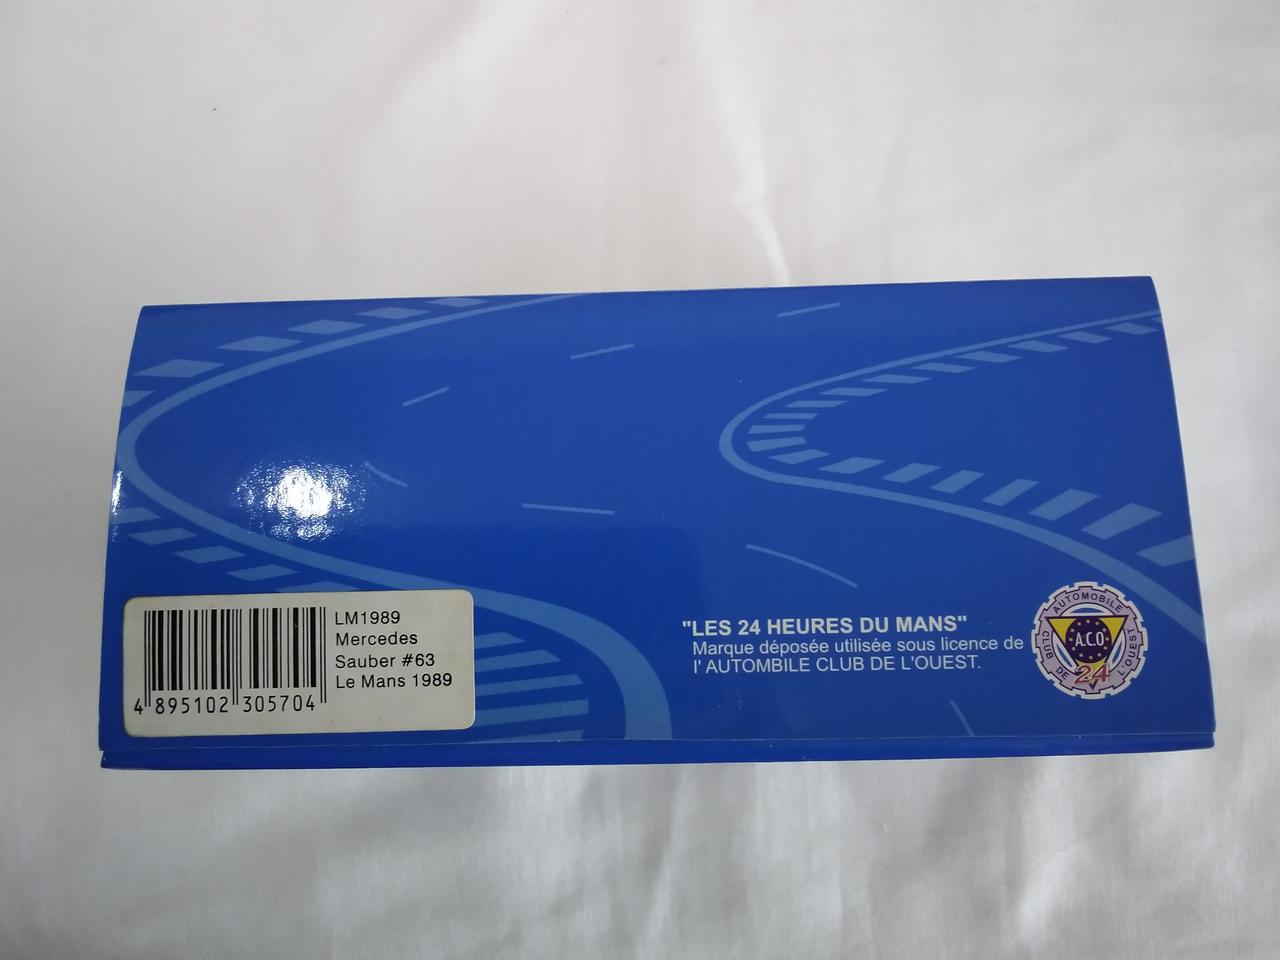 LM1989
Mercedes
Sauber #63
Le Mans 1989
4 895102 305704
"LES 24 HEURES DU MANS"
Marque déposée utilisée sous licence de
l' AUTOMBILE CLUB DE L'OUEST.
AUTOMOBILE
A.C.O
CLUB DE L'OUEST
24